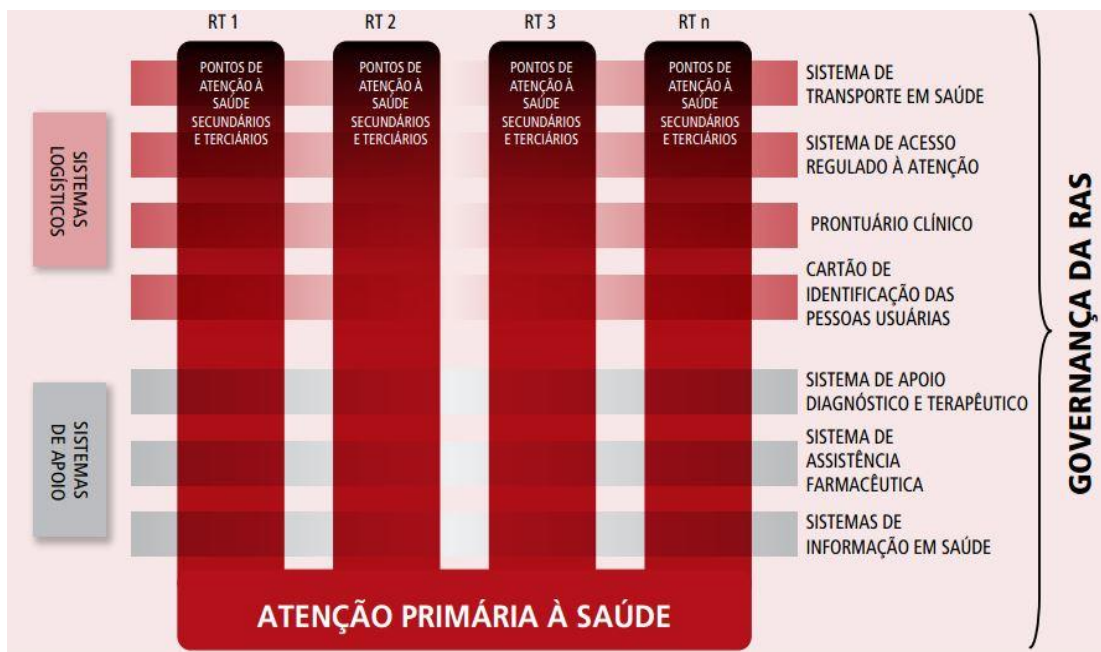 RT 1
RT 2
RT 3
RT n
PONTOS DE
ATENÇÃO À
SAÚDE
SECUNDÁRIOS
E TERCIÁRIOS
PONTOS DE
ATENÇÃO À
SAÚDE
SECUNDÁRIOS
E TERCIÁRIOS
PONTOS DE
ATENÇÃO À
SAÚDE
SECUNDÁRIOS
E TERCIÁRIOS
PONTOS DE
ATENÇÃO À
SAÚDE
SECUNDÁRIOS
E TERCIÁRIOS
SISTEMAS
LOGÍSTICOS
SISTEMA DE
TRANSPORTE EM SAÚDE
SISTEMA DE ACESSO
REGULADO À ATENÇÃO
PRONTUÁRIO CLÍNICO
CARTÃO DE
IDENTIFICAÇÃO DAS
PESSOAS USUÁRIAS
SISTEMAS
DE APOIO
SISTEMA DE APOIO
DIAGNÓSTICO E TERAPÊUTICO
SISTEMA DE
ASSISTÊNCIA
FARMACÊUTICA
SISTEMAS DE
INFORMAÇÃO EM SAÚDE
GOVERNANÇA DA RAS
ATENÇÃO PRIMÁRIA À SAÚDE